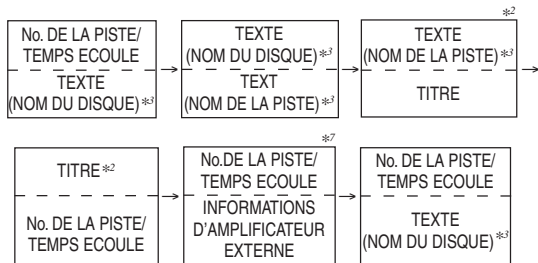 No. DE LA PISTE/
TEMPS ECOULE
TEXTE
(NOM DU DISQUE)*3
TEXTE
(NOM DU DISQUE)*3
TEXT
(NOM DE LA PISTE)*3
*2
TEXTE
(NOM DE LA PISTE)*3
TITRE
TITRE*2
No. DE LA PISTE/
TEMPS ECOULE
*7
No.DE LA PISTE/
TEMPS ECOULE
INFORMATIONS
D'AMPLIFICATEUR
EXTERNE
No. DE LA PISTE/
TEMPS ECOULE
TEXTE
(NOM DU DISQUE)*3